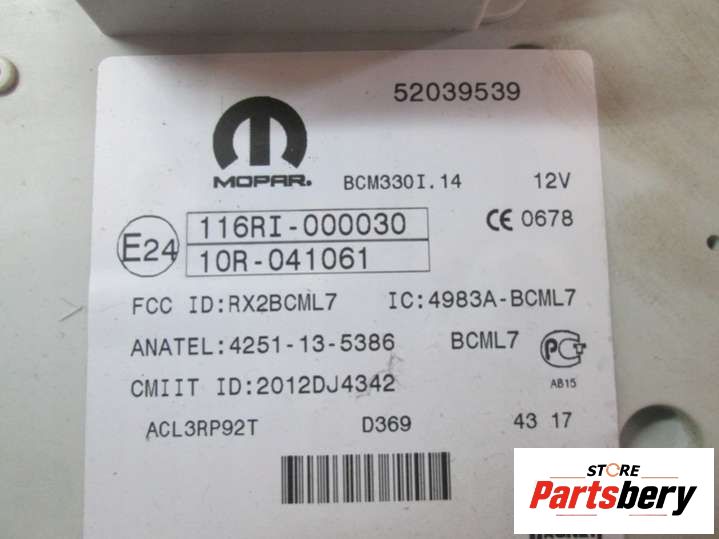 52039539
MOPAR®
BCM330I.14 12V
E24 116RI-000030 CE 0678
10R-041061
FCC ID:RX2BCML7 IC:4983A-BCML7
ANATEL:4251-13-5386 BCML7
CMIIT ID:2012DJ4342 AB15
ACL3RP92T D369 43 17
STORE
Partsbery